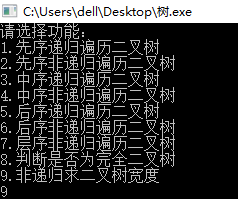 C:\Users\dell\Desktop\树.exe
请选择功能：
1.先序递归遍历二叉树
2.先序非递归遍历二叉树
3.中序递归遍历二叉树
4.中序非递归遍历二叉树
5.后序递归遍历二叉树
6.后序非递归遍历二叉树
7.层序非递归遍历二叉树
8.判断是否为完全二叉树
9.非递归求二叉树宽度
9